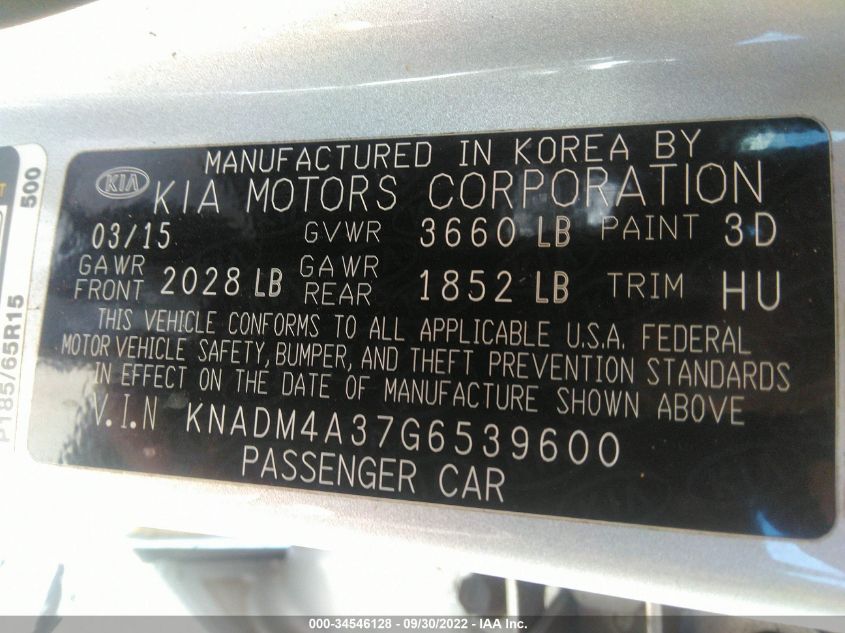 MANUFACTURED IN KOREA BY
KIA KIA MOTORS CORPORATION
03/15 GVWR 3660 LB PAINT 3D
GAWR FRONT 2028 LB GAWR REAR 1852 LB TRIM HU
THIS VEHICLE CONFORMS TO ALL APPLICABLE U.S.A. FEDERAL
MOTOR VEHICLE SAFETY, BUMPER, AND THEFT PREVENTION STANDARDS
IN EFFECT ON THE DATE OF MANUFACTURE SHOWN ABOVE
V.I.N KNADM4A37G6539600
PASSENGER CAR
500
P185/65R15
000-34546128 - 09/30/2022 - IAA Inc.